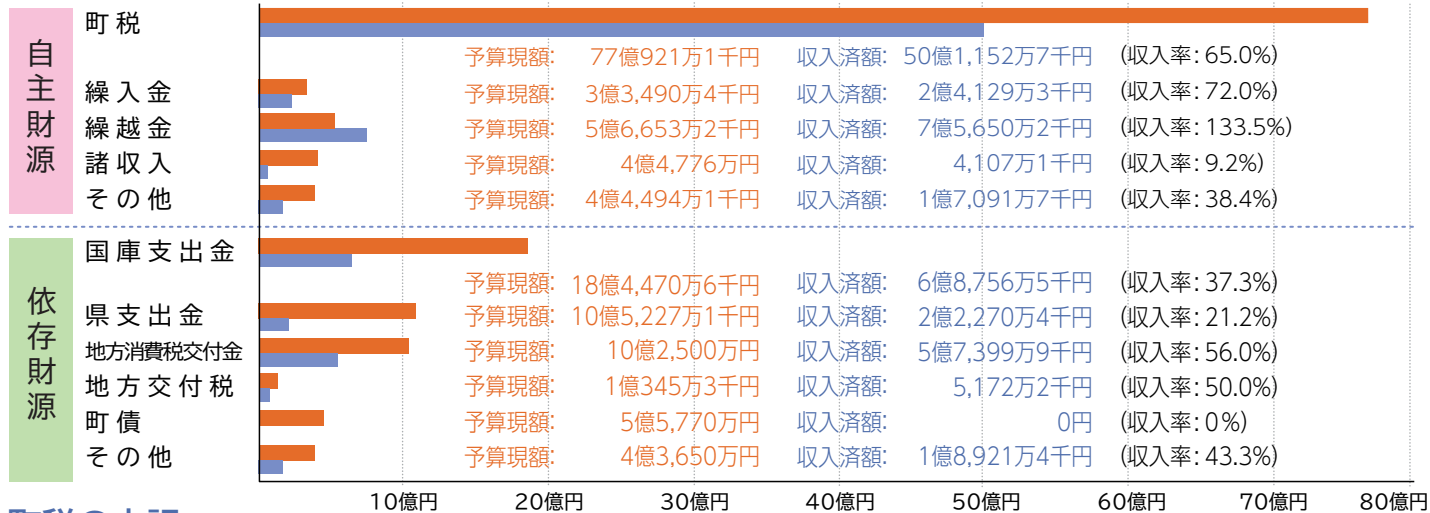 自主財源
町税
予算現額: 77億921万1千円 収入済額: 50億1,152万7千円 (収入率:65.0%)
繰入金 予算現額: 3億3,490万4千円 収入済額: 2億4,129万3千円 (収入率:72.0%)
繰越金 予算現額: 5億6,653万2千円 収入済額: 7億5,650万2千円 (収入率:133.5%)
諸収入 予算現額: 4億4,776万円 収入済額: 4,107万1千円 (収入率:9.2%)
その他 予算現額: 4億4,494万1千円 収入済額: 1億7,091万7千円 (収入率:38.4%)
依存財源
国庫支出金
予算現額: 18億4,470万6千円 収入済額: 6億8,756万5千円 (収入率:37.3%)
県支出金 予算現額: 10億5,227万1千円 収入済額: 2億2,270万4千円 (収入率:21.2%)
地方消費税交付金 予算現額: 10億2,500万円 収入済額: 5億7,399万9千円 (収入率:56.0%)
地方交付税 予算現額: 1億345万3千円 収入済額: 5,172万2千円 (収入率:50.0%)
町債 予算現額: 5億5,770万円 収入済額: 0円 (収入率:0%)
その他 予算現額: 4億3,650万円 収入済額: 1億8,921万4千円 (収入率:43.3%)
10億円 20億円 30億円 40億円 50億円 60億円 70億円 80億円